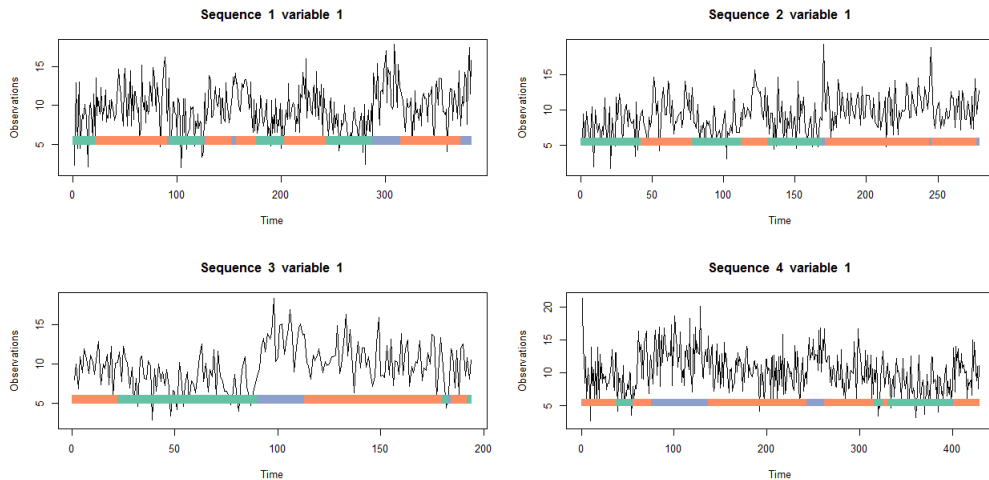 Sequence 1 variable 1
Observations
15
10
5
0
100
200
300
Time
Sequence 2 variable 1
Observations
15
10
5
0
50
100
150
200
250
Time
Sequence 3 variable 1
Observations
15
10
5
0
50
100
150
200
Time
Sequence 4 variable 1
Observations
20
15
10
5
0
100
200
300
400
Time